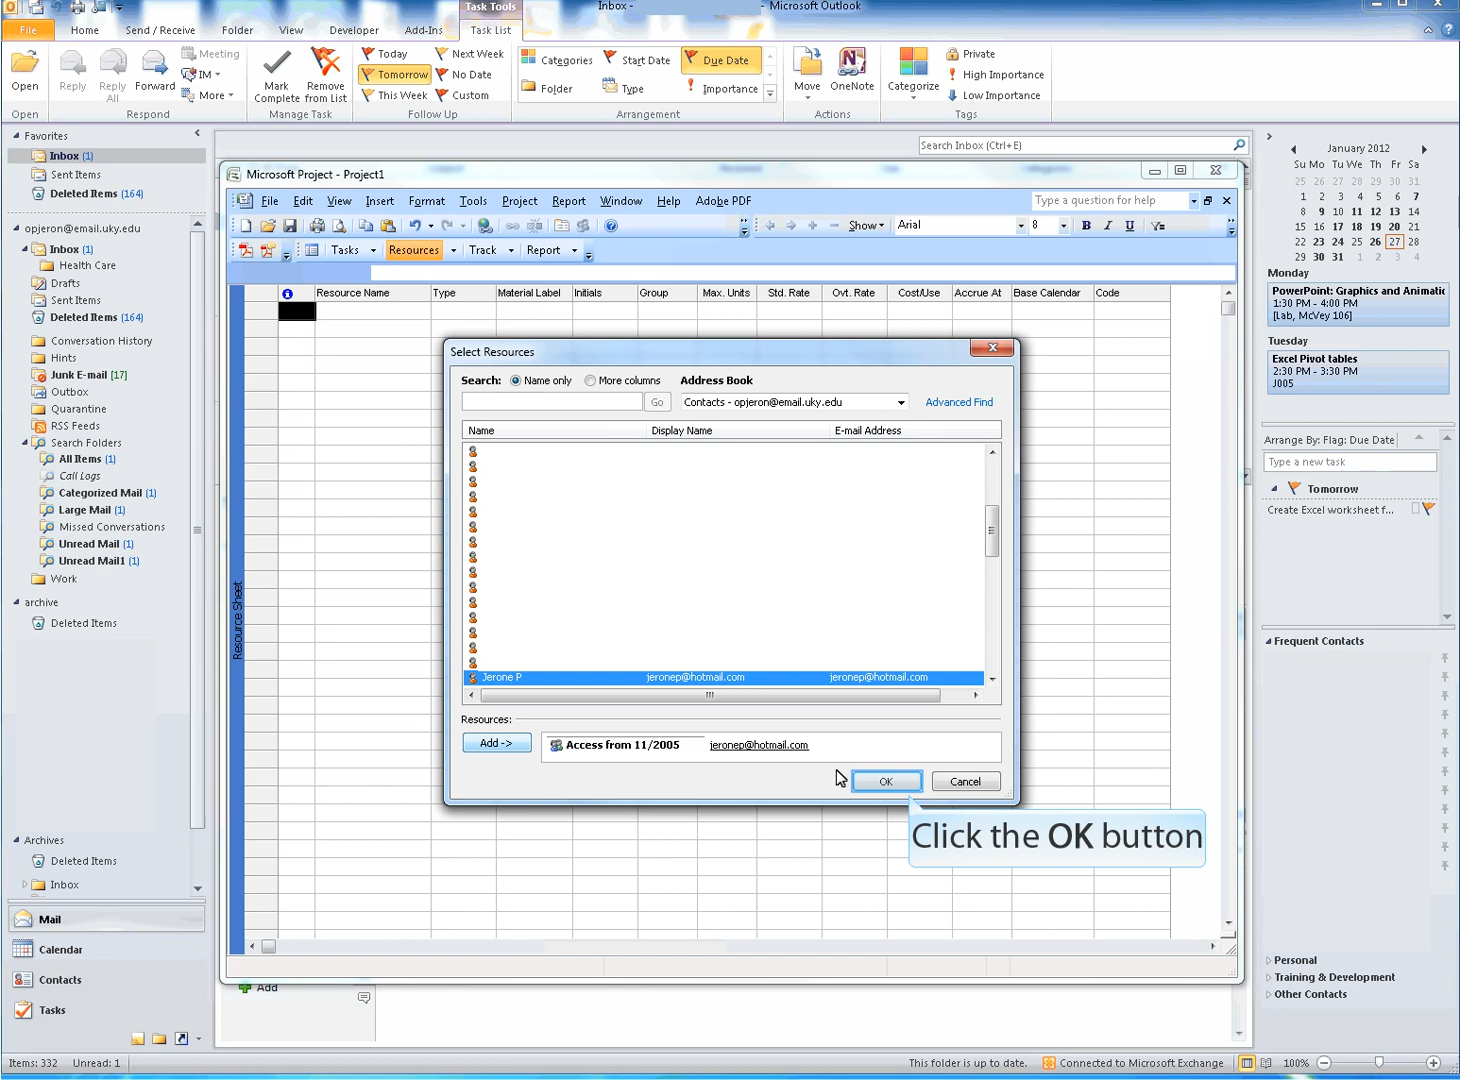 Task Tools
Inbox -
- Microsoft Outlook
File
Home
Send / Receive
Folder
View
Developer
Add-Ins
Task List
Open
Reply
Reply All
Forward
Meeting
IM
More
Mark Complete
Remove from List
Today
Next Week
Tomorrow
No Date
This Week
Custom
Categories
Start Date
Due Date
Folder
Type
Importance
Move
OneNote
Categorize
Private
High Importance
Low Importance
Open
Respond
Manage Task
Follow Up
Arrangement
Actions
Tags
Favorites
Inbox (1)
Sent Items
Deleted Items (164)
opjeron@email.uky.edu
Inbox (1)
Health Care
Drafts
Sent Items
Deleted Items (164)
Conversation History
Hints
Junk E-mail [17]
Outbox
Quarantine
RSS Feeds
Search Folders
All Items (1)
Call Logs
Categorized Mail (1)
Large Mail (1)
Missed Conversations
Unread Mail (1)
Unread Mail1 (1)
Work
archive
Deleted Items
Archives
Deleted Items
Inbox
Mail
Calendar
Contacts
Tasks
Search Inbox (Ctrl+E)
Microsoft Project - Project1
File Edit View Insert Format Tools Project Report Window Help Adobe PDF
Type a question for help
Show
Arial
8
B I U
Tasks
Resources
Track
Report
Resource Name Type Material Label Initials Group Max. Units Std. Rate Ovt. Rate Cost/Use Accrue At Base Calendar Code
Resource Sheet
Select Resources
Search: Name only More columns Address Book
Go
Contacts - opjeron@email.uky.edu
Advanced Find
Name Display Name E-mail Address
Jerone P jeronep@hotmail.com jeronep@hotmail.com
Resources:
Add ->
Access from 11/2005 jeronep@hotmail.com
OK
Cancel
Click the OK button
Add
January 2012
Su Mo Tu We Th Fr Sa
25 26 27 28 29 30 31
1 2 3 4 5 6 7
8 9 10 11 12 13 14
15 16 17 18 19 20 21
22 23 24 25 26 27 28
29 30 31 1 2 3 4
Monday
PowerPoint: Graphics and Animatic
1:30 PM - 4:00 PM
[Lab, McVey 106]
Tuesday
Excel Pivot tables
2:30 PM - 3:30 PM
J005
Arrange By: Flag: Due Date
Type a new task
Tomorrow
Create Excel worksheet f...
Frequent Contacts
Personal
Training & Development
Other Contacts
Items: 332 Unread: 1
This folder is up to date.
Connected to Microsoft Exchange
100%